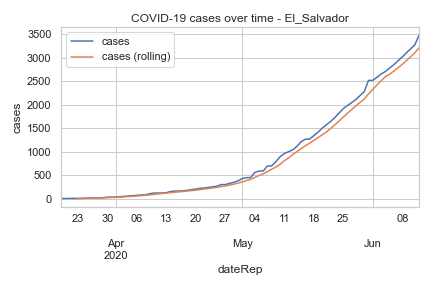 COVID-19 cases over time - El_Salvador
cases
cases (rolling)
cases
3500
3000
2500
2000
1500
1000
500
0
23 30 06 13 20 27 04 11 18 25 08
Apr May Jun
2020
dateRep